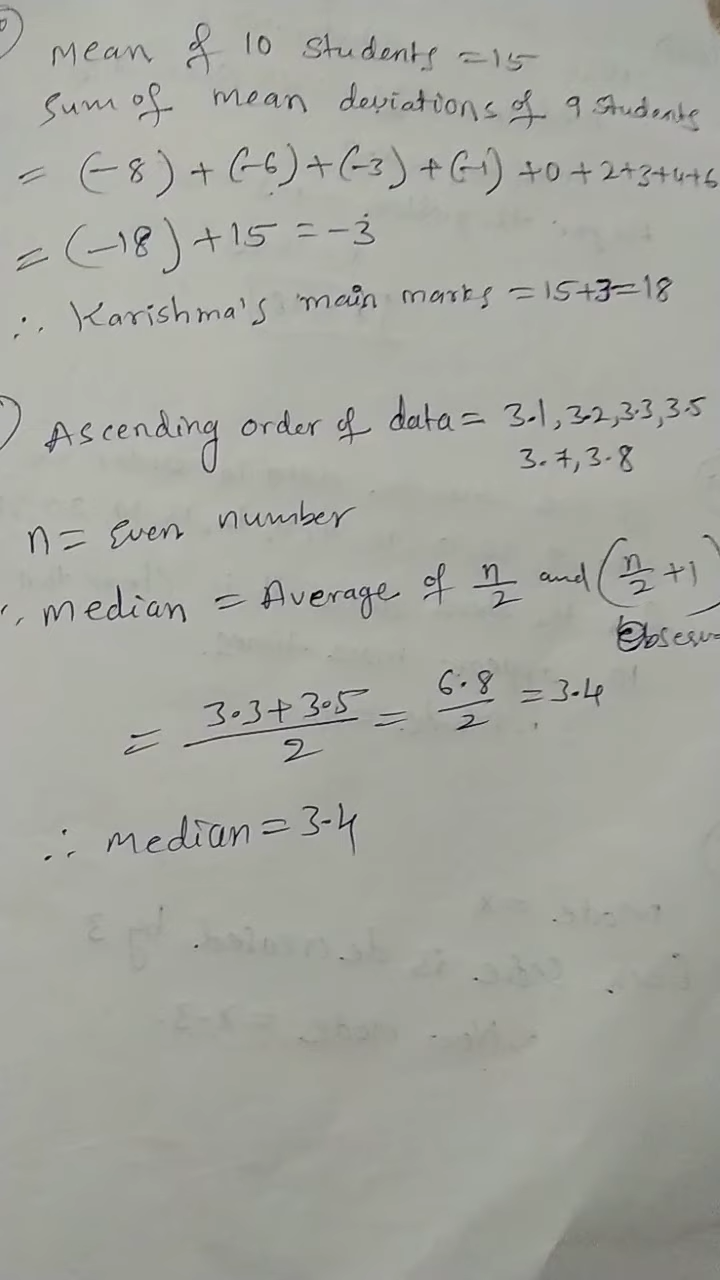 Mean of 10 students = 15
sum of mean deviations of 9 students
= (-8) + (-6) + (-3) + (-1) + 0 + 2+3+4+6
= (-18) + 15 = -3
∴ Karishma's main marks = 15+3=18
) Ascending order of data = 3.1, 3.2, 3.3, 3.5
3.7, 3.8
n = Even number
∴ median = Average of n/2 and (n/2 +1)
Obser
= 3.3 + 3.5 / 2 = 6.8 / 2 = 3.4
∴ median = 3.4